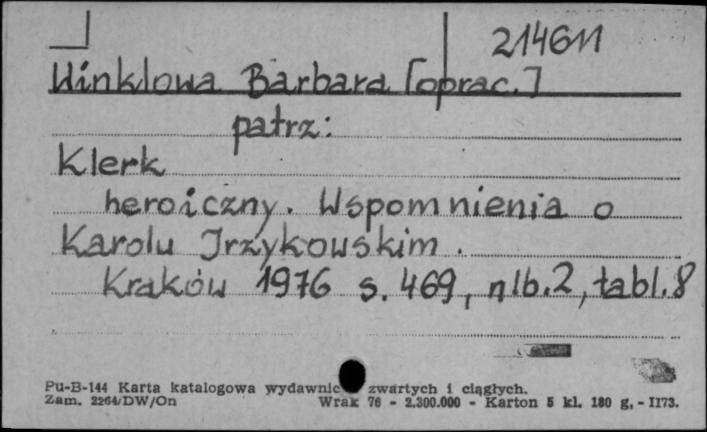 214611
Winklowa Barbara [oprac.]
patrz:
Klerk
heroiczny. Wspomnienia o
Karolu Irzykowskim.
Kraków 1976 s. 469, nlb.2, tabl.8
Pu-B-144 Karta katalogowa wydawnic zwartych i ciągłych.
Zam. 2264/DW/On Wrak 76 - 2.300.000 - Karton 5 kl. 180 g. - II73.